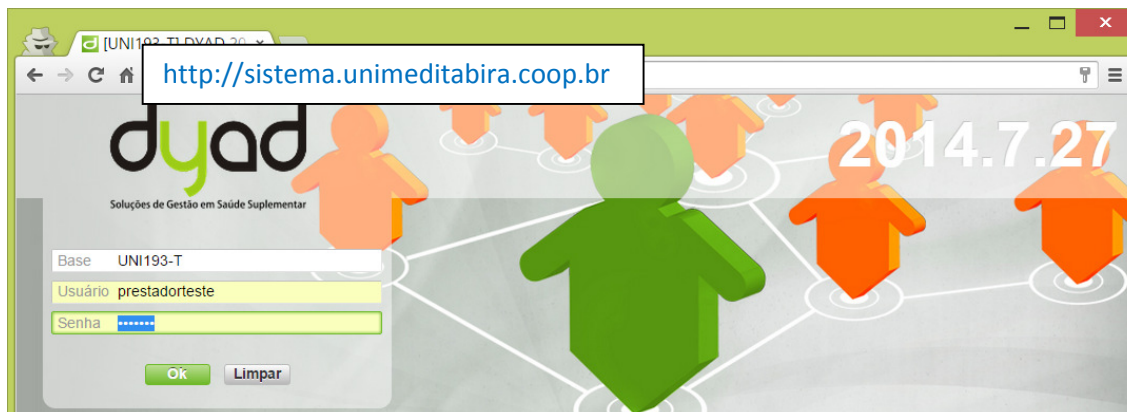 [UNI193-T] DYAD 20
http://sistema.unimeditabira.coop.br
dyad
2014.7.27
Soluções de Gestão em Saúde Suplementar
Base UNI193-T
Usuário prestadorteste
Senha •••••••
Ok Limpar